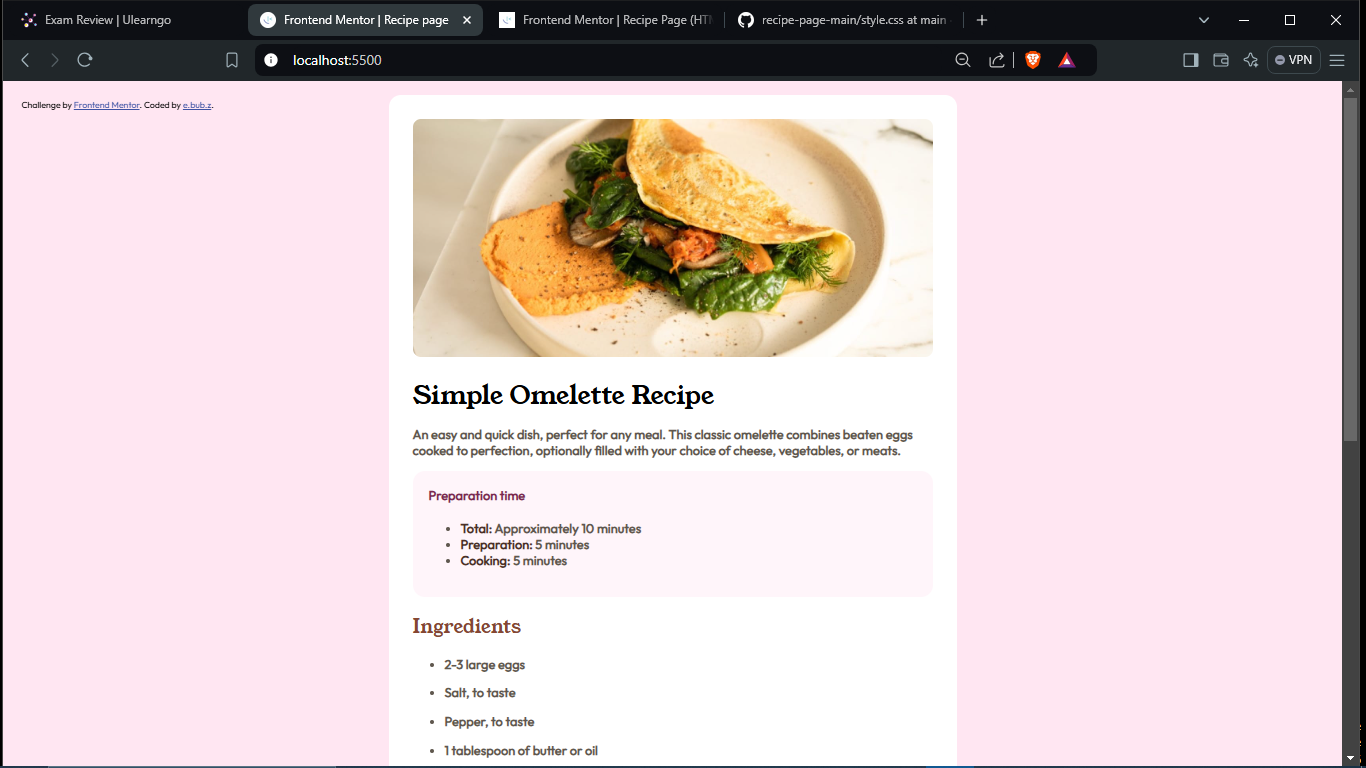 Exam Review | Ulearngo
Frontend Mentor | Recipe page
Frontend Mentor | Recipe Page (HTM
recipe-page-main/style.css at main
localhost:5500
VPN
Challenge by Frontend Mentor. Coded by e.bub.z.
Simple Omelette Recipe
An easy and quick dish, perfect for any meal. This classic omelette combines beaten eggs
cooked to perfection, optionally filled with your choice of cheese, vegetables, or meats.
Preparation time
• Total: Approximately 10 minutes
• Preparation: 5 minutes
• Cooking: 5 minutes
Ingredients
• 2-3 large eggs
• Salt, to taste
• Pepper, to taste
• 1 tablespoon of butter or oil